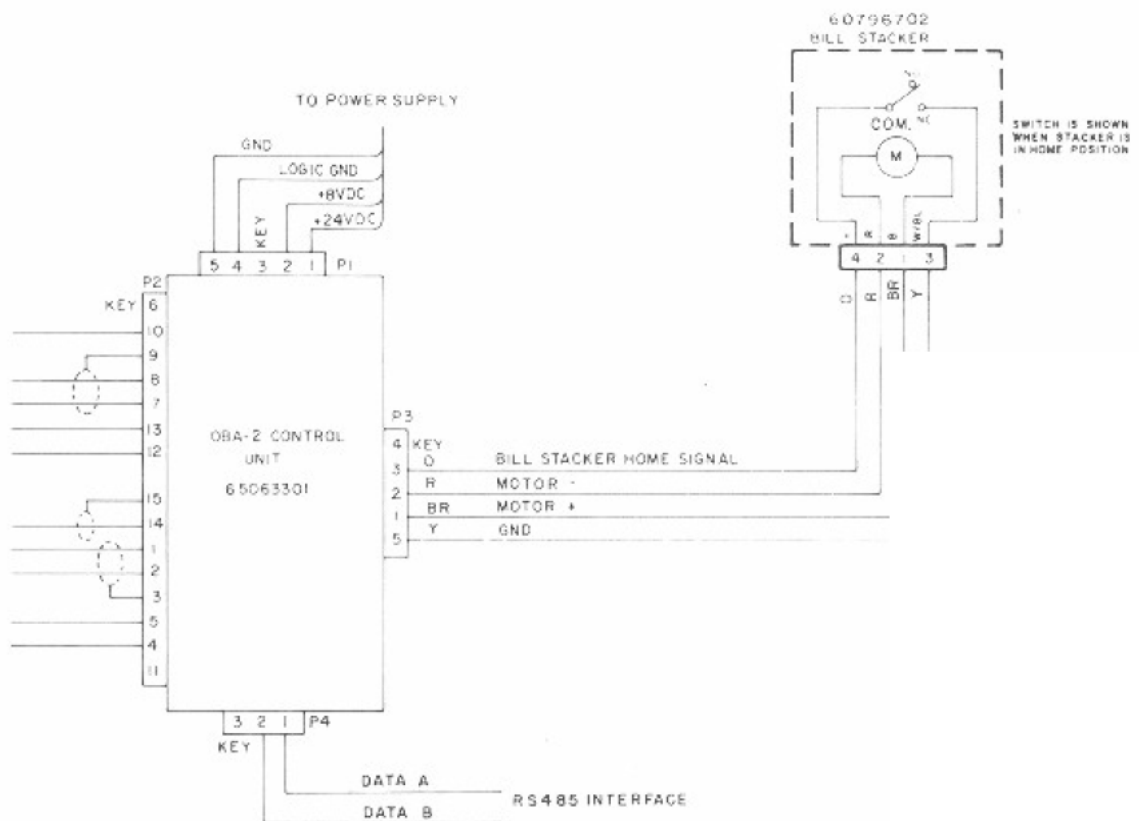 60796702
BILL STACKER
NO
COM.
NC
M
SWITCH IS SHOWN
WHEN STACKER IS
IN HOME POSITION
R
B
W/BL
4 2 1 3
O
R
BR
Y
TO POWER SUPPLY
GND
LOGIC GND
+8VDC
+24VDC
KEY
5 4 3 2 1 P1
P2
KEY 6
10
9
8
7
13
12
15
14
1
2
3
5
4
11
OBA-2 CONTROL
UNIT
65063301
P3
4 KEY
3 O BILL STACKER HOME SIGNAL
2 R MOTOR -
1 BR MOTOR +
5 Y GND
3 2 1 P4
KEY
DATA A
DATA B
RS485 INTERFACE